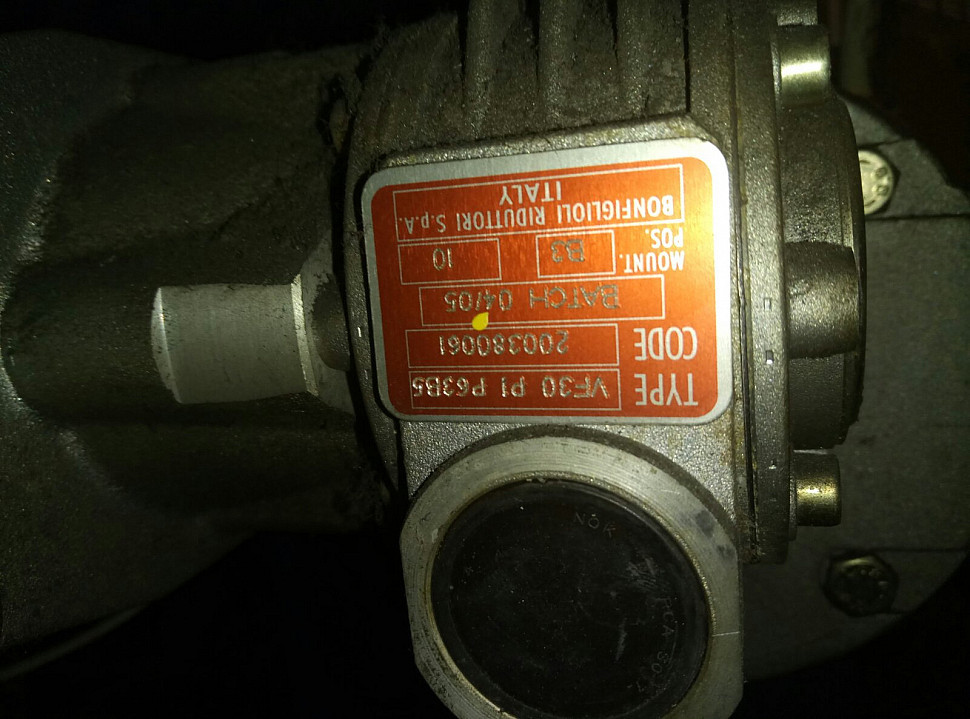 TYPE VF30 P1 P63B5
CODE 200380061
BATCH 04/05
MOUNT. POS. B3 10
BONFIGLIOLI RIDUTTORI S.p.A.
ITALY
NOK